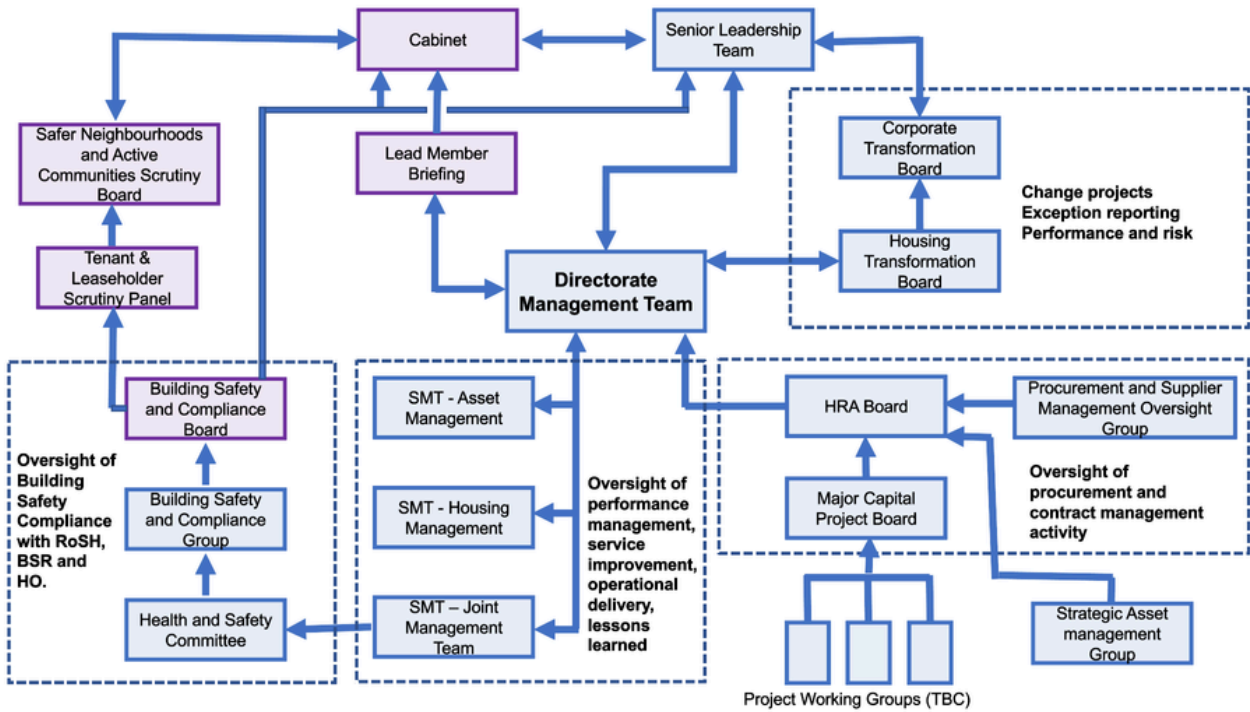 Cabinet
Senior Leadership
Team
Safer Neighbourhoods
and Active
Communities Scrutiny
Board
Lead Member
Briefing
Corporate
Transformation
Board
Change projects
Exception reporting
Performance and risk
Housing
Transformation
Board
Tenant &
Leaseholder
Scrutiny Panel
Directorate
Management Team
Building Safety
and Compliance
Board
Oversight of
Building
Safety
Compliance
with RoSH,
BSR and
HO.
Building Safety
and Compliance
Group
Health and Safety
Committee
SMT - Asset
Management
SMT - Housing
Management
SMT – Joint
Management
Team
Oversight of
performance
management,
service
improvement,
operational
delivery,
lessons
learned
HRA Board
Procurement and Supplier
Management Oversight
Group
Major Capital
Project Board
Oversight of
procurement and
contract management
activity
Strategic Asset
management
Group
Project Working Groups (TBC)